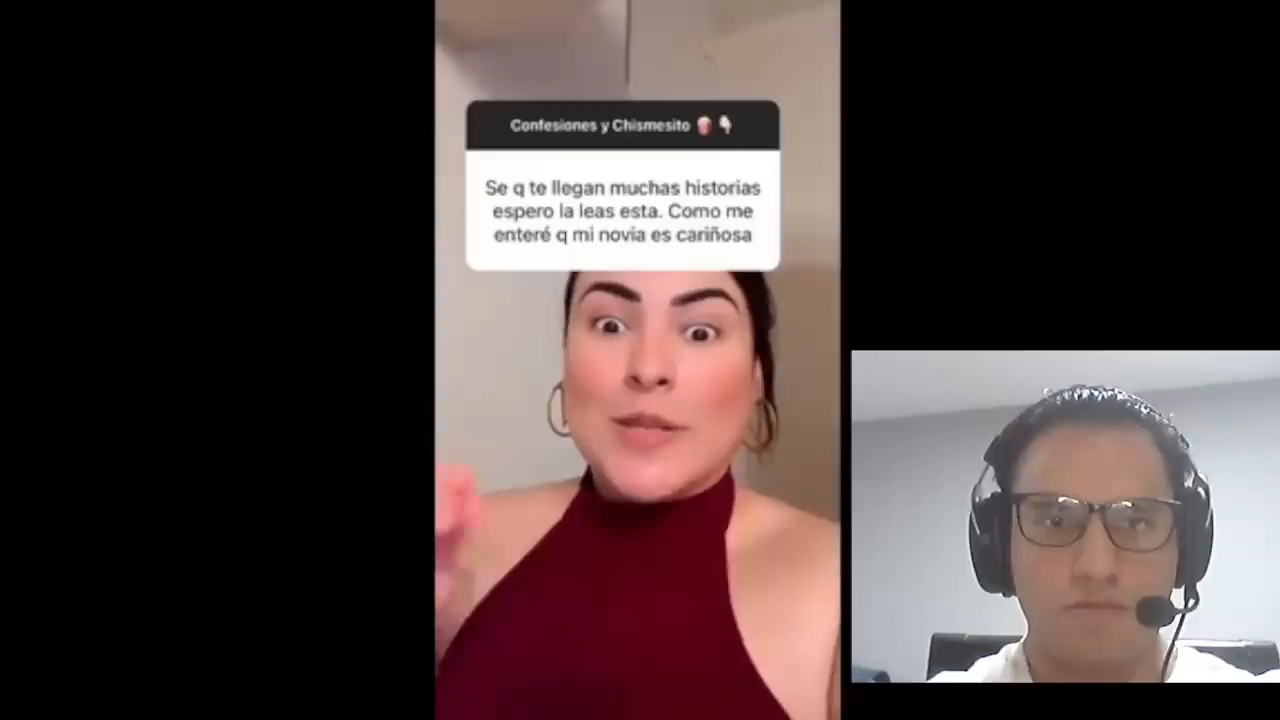 Confesiones y Chismesito 🍿👇🏻
Se q te llegan muchas historias
espero la leas esta. Como me
enteré q mi novia es cariñosa